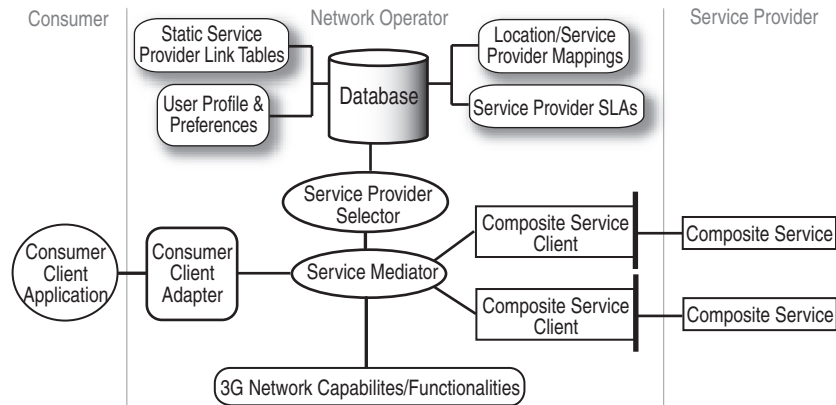 Consumer
Network Operator
Service Provider
Static Service
Provider Link Tables
User Profile &
Preferences
Database
Location/Service
Provider Mappings
Service Provider SLAs
Service Provider
Selector
Consumer
Client
Application
Consumer
Client
Adapter
Service Mediator
Composite Service
Client
Composite Service
Composite Service
Client
Composite Service
3G Network Capabilites/Functionalities